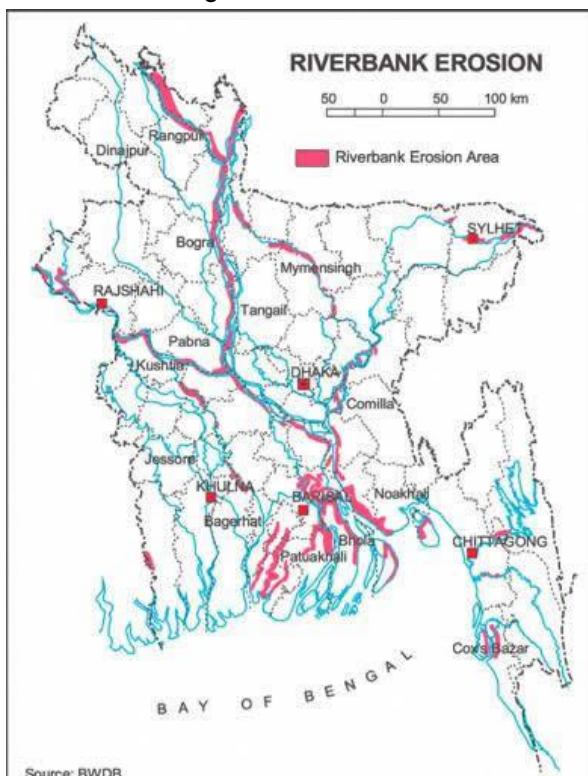 RIVERBANK EROSION
50 0 50 100 km
Riverbank Erosion Area
Rangpur
Dinajpur
SYLHET
Bogra
Mymensingh
RAJSHAHI
Tangail
Pabna
Kushtia
DHAKA
Comilla
Jessore
KHULNA
BARISAL
Noakhali
Bagerhat
Bhola
Patuakhali
CHITTAGONG
Cox's Bazar
BAY OF BENGAL
Source: BWDB